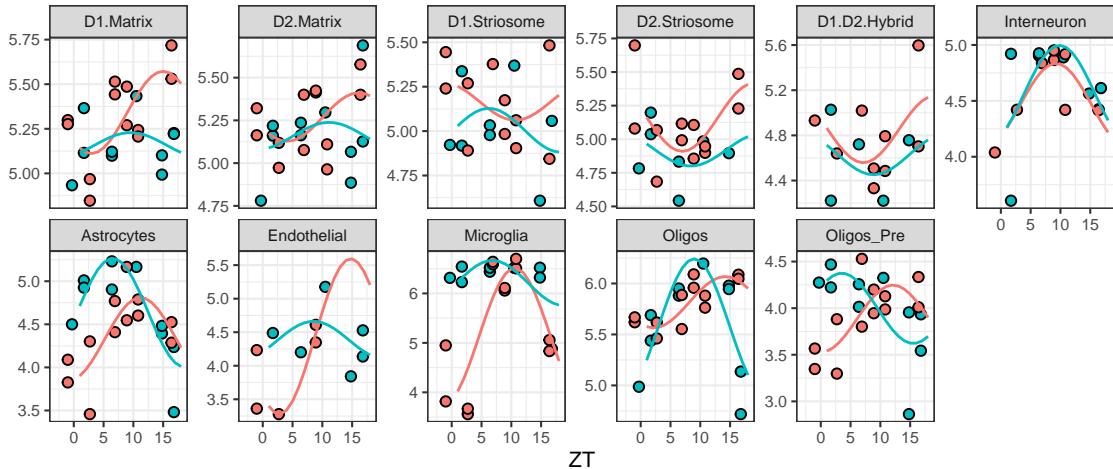 D1.Matrix
D2.Matrix
D1.Striosome
D2.Striosome
D1.D2.Hybrid
Interneuron
5.75
5.50
5.25
5.00
5.50
5.25
5.00
4.75
5.50
5.25
5.00
4.75
5.75
5.50
5.25
5.00
4.75
4.50
5.6
5.2
4.8
4.4
5.0
4.5
4.0
0 5 10 15
Astrocytes
Endothelial
Microglia
Oligos
Oligos_Pre
5.0
4.5
4.0
3.5
5.5
5.0
4.5
4.0
3.5
6
5
4
6.0
5.5
5.0
4.5
4.0
3.5
3.0
0 5 10 15
0 5 10 15
0 5 10 15
0 5 10 15
0 5 10 15
ZT